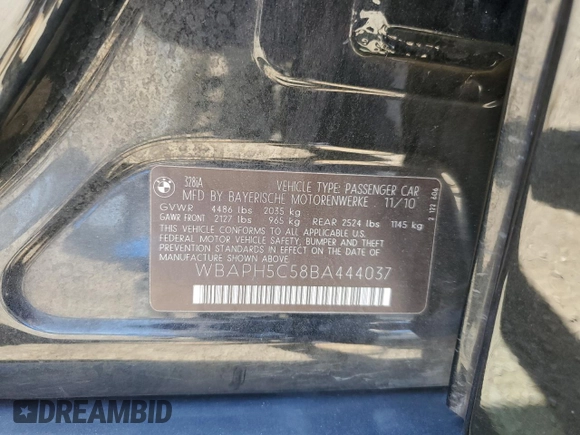 BMW
328iA
VEHICLE TYPE: PASSENGER CAR
MFD BY BAYERISCHE MOTORENWERKE 11/10
GVWR 4486 lbs 2035 kg
GAWR FRONT 2127 lbs 965 kg REAR 2524 lbs 1145 kg
THIS VEHICLE CONFORMS TO ALL APPLICABLE
FEDERAL MOTOR VEHICLE SAFETY, BUMPER AND
THEFT PREVENTION STANDARDS IN EFFECT ON THE
DATE OF MANUFACTURE SHOWN ABOVE.
WBAPH5C58BA444037
DREAMBID